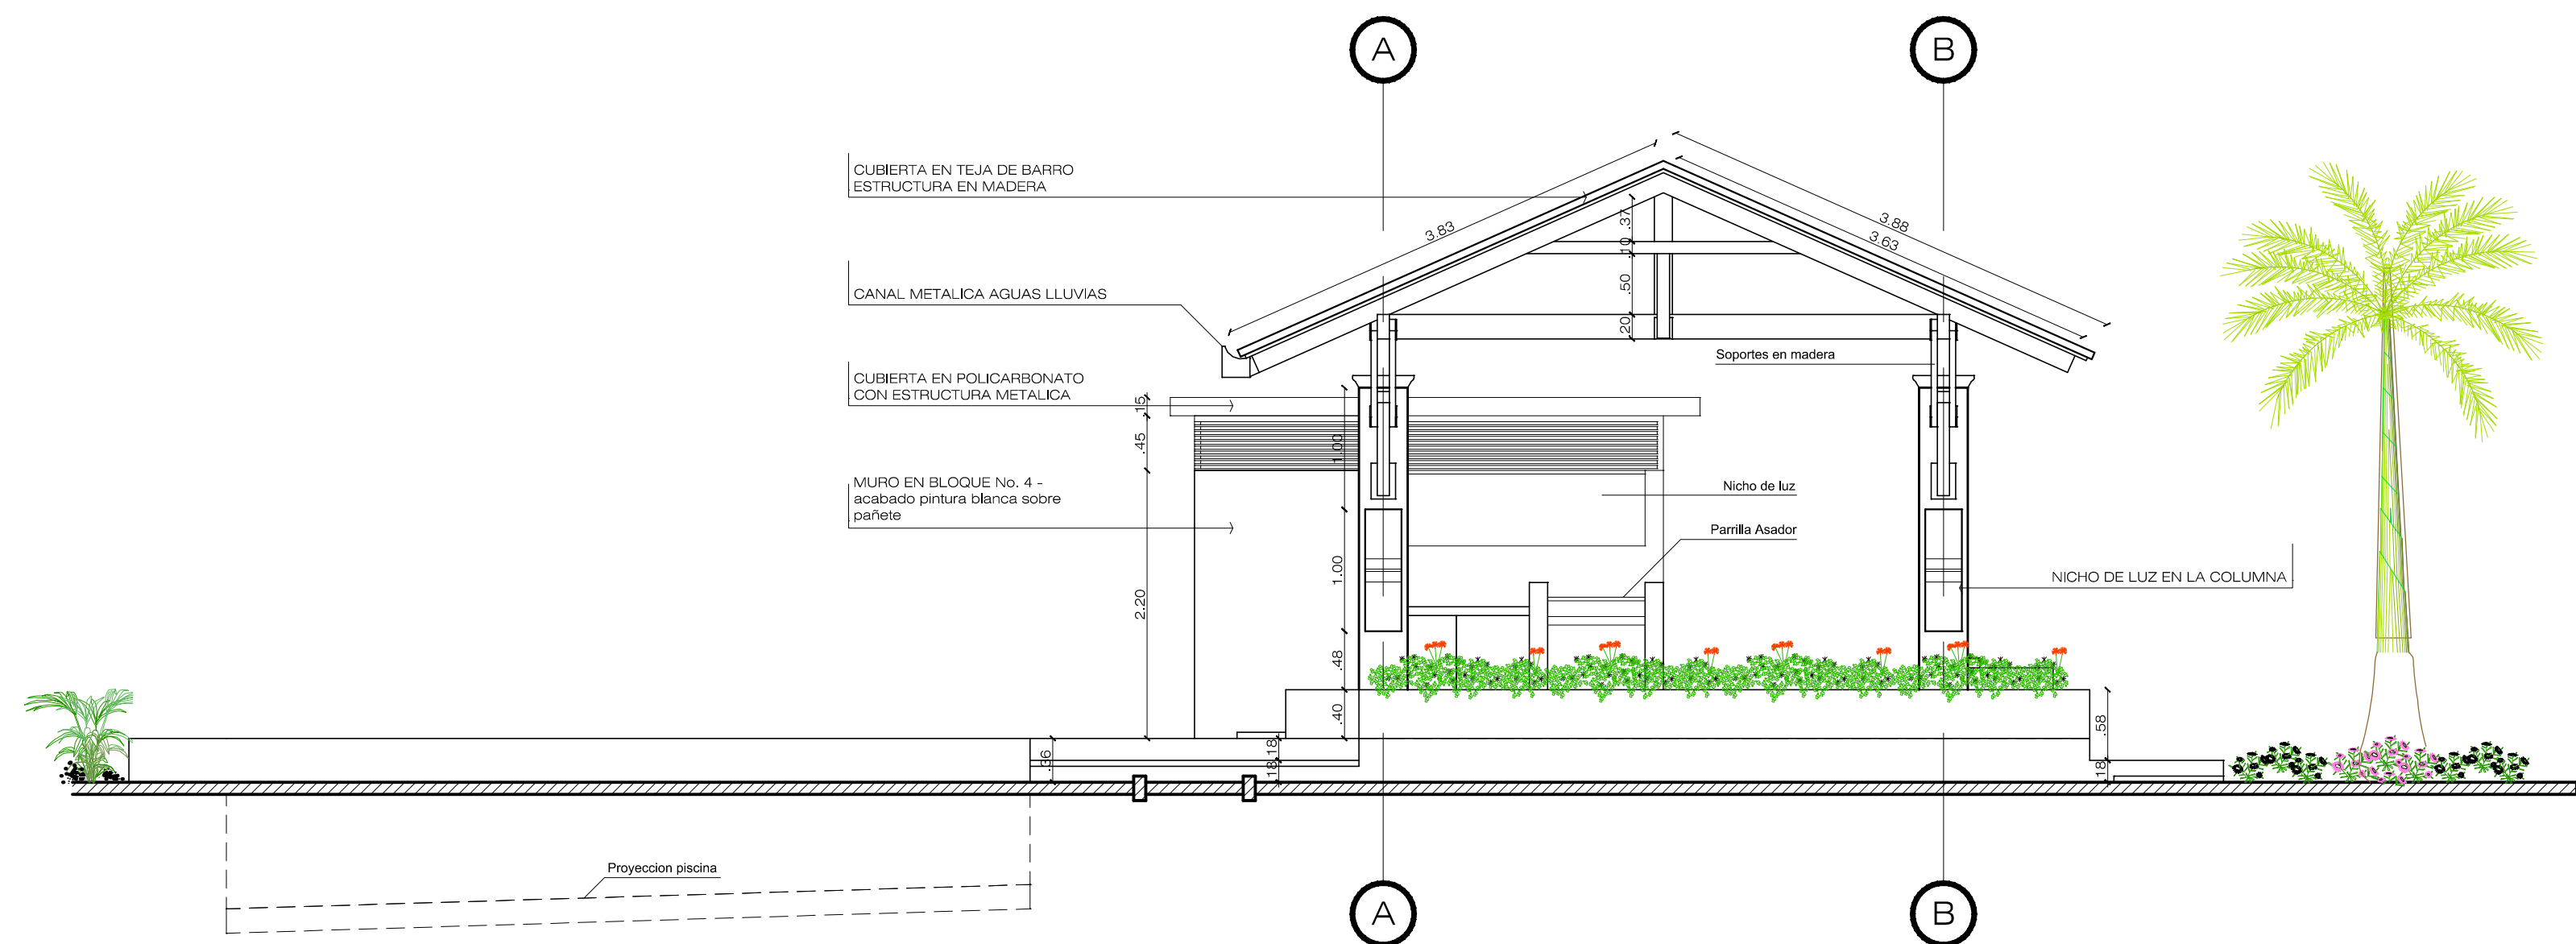 A
B
CUBIERTA EN TEJA DE BARRO
ESTRUCTURA EN MADERA
3.83
3.88
3.63
.37
.10
.50
.20
CANAL METALICA AGUAS LLUVIAS
Soportes en madera
CUBIERTA EN POLICARBONATO
CON ESTRUCTURA METALICA
.15
.45
1.00
MURO EN BLOQUE No. 4 -
acabado pintura blanca sobre
pañete
Nicho de luz
Parrilla Asador
1.00
2.20
NICHO DE LUZ EN LA COLUMNA
.48
.40
.58
.36
.18
.18
.18
Proyeccion piscina
A
B